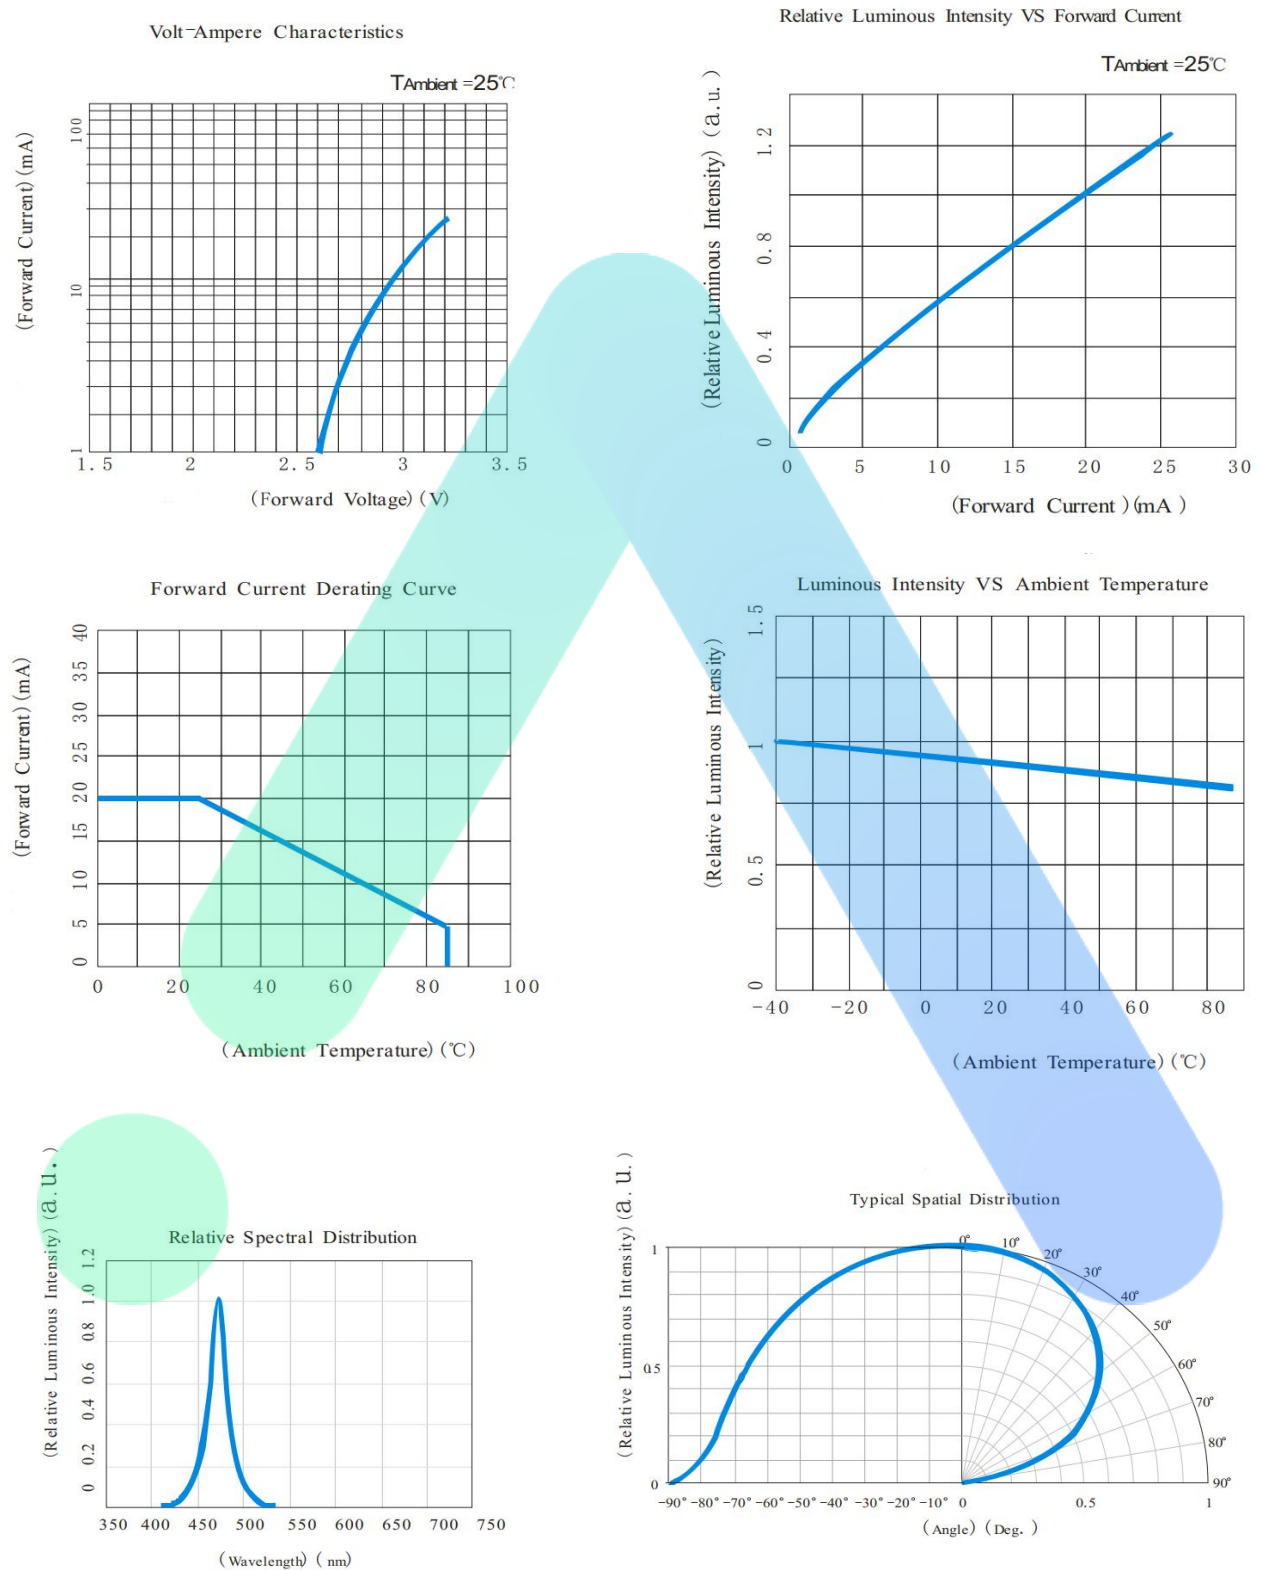 Volt-Ampere Characteristics
TAmbient =25℃
(Forward Current) (mA)
100
10
1
1.5 2 2.5 3 3.5
(Forward Voltage) (V)
Relative Luminous Intensity VS Forward Current
TAmbient =25℃
(Relative Luminous Intensity) (a.u.)
1.2
0.8
0.4
0
0 5 10 15 20 25 30
(Forward Current) (mA)
Forward Current Derating Curve
(Forward Current) (mA)
40
35
30
25
20
15
10
5
0
0 20 40 60 80 100
(Ambient Temperature) (℃)
Luminous Intensity VS Ambient Temperature
(Relative Luminous Intensity)
1.5
1
0.5
0
-40 -20 0 20 40 60 80
(Ambient Temperature) (℃)
Relative Spectral Distribution
(Relative Luminous Intensity) (a.u.)
1.2
1.0
0.8
0.6
0.4
0.2
0
350 400 450 500 550 600 650 700 750
(Wavelength) (nm)
Typical Spatial Distribution
(Relative Luminous Intensity) (a.u.)
1
0.5
0
0° 10° 20° 30° 40° 50° 60° 70° 80° 90°
-90° -80° -70° -60° -50° -40° -30° -20° -10° 0 0.5 1
(Angle) (Deg.)